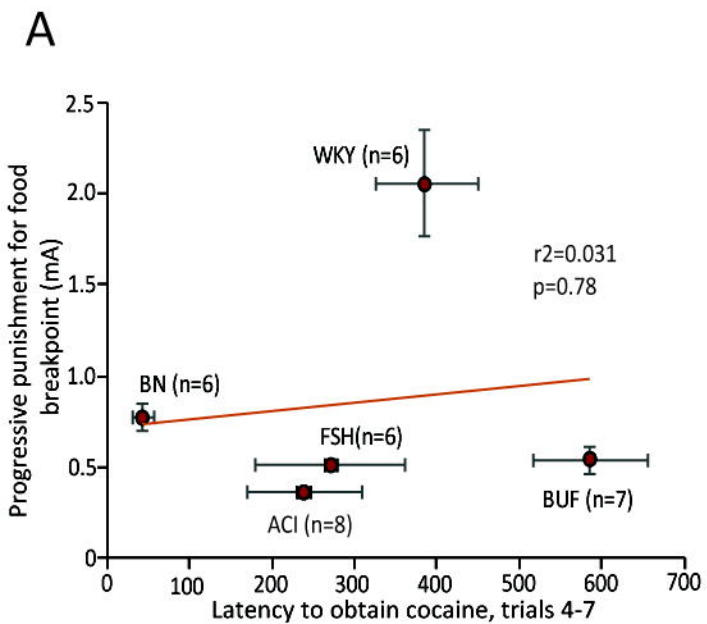 A
Progressive punishment for food
breakpoint (mA)
2.5
2.0
1.5
1.0
0.5
0
WKY (n=6)
r2=0.031
p=0.78
BN (n=6)
FSH(n=6)
ACI (n=8)
BUF (n=7)
0 100 200 300 400 500 600 700
Latency to obtain cocaine, trials 4-7